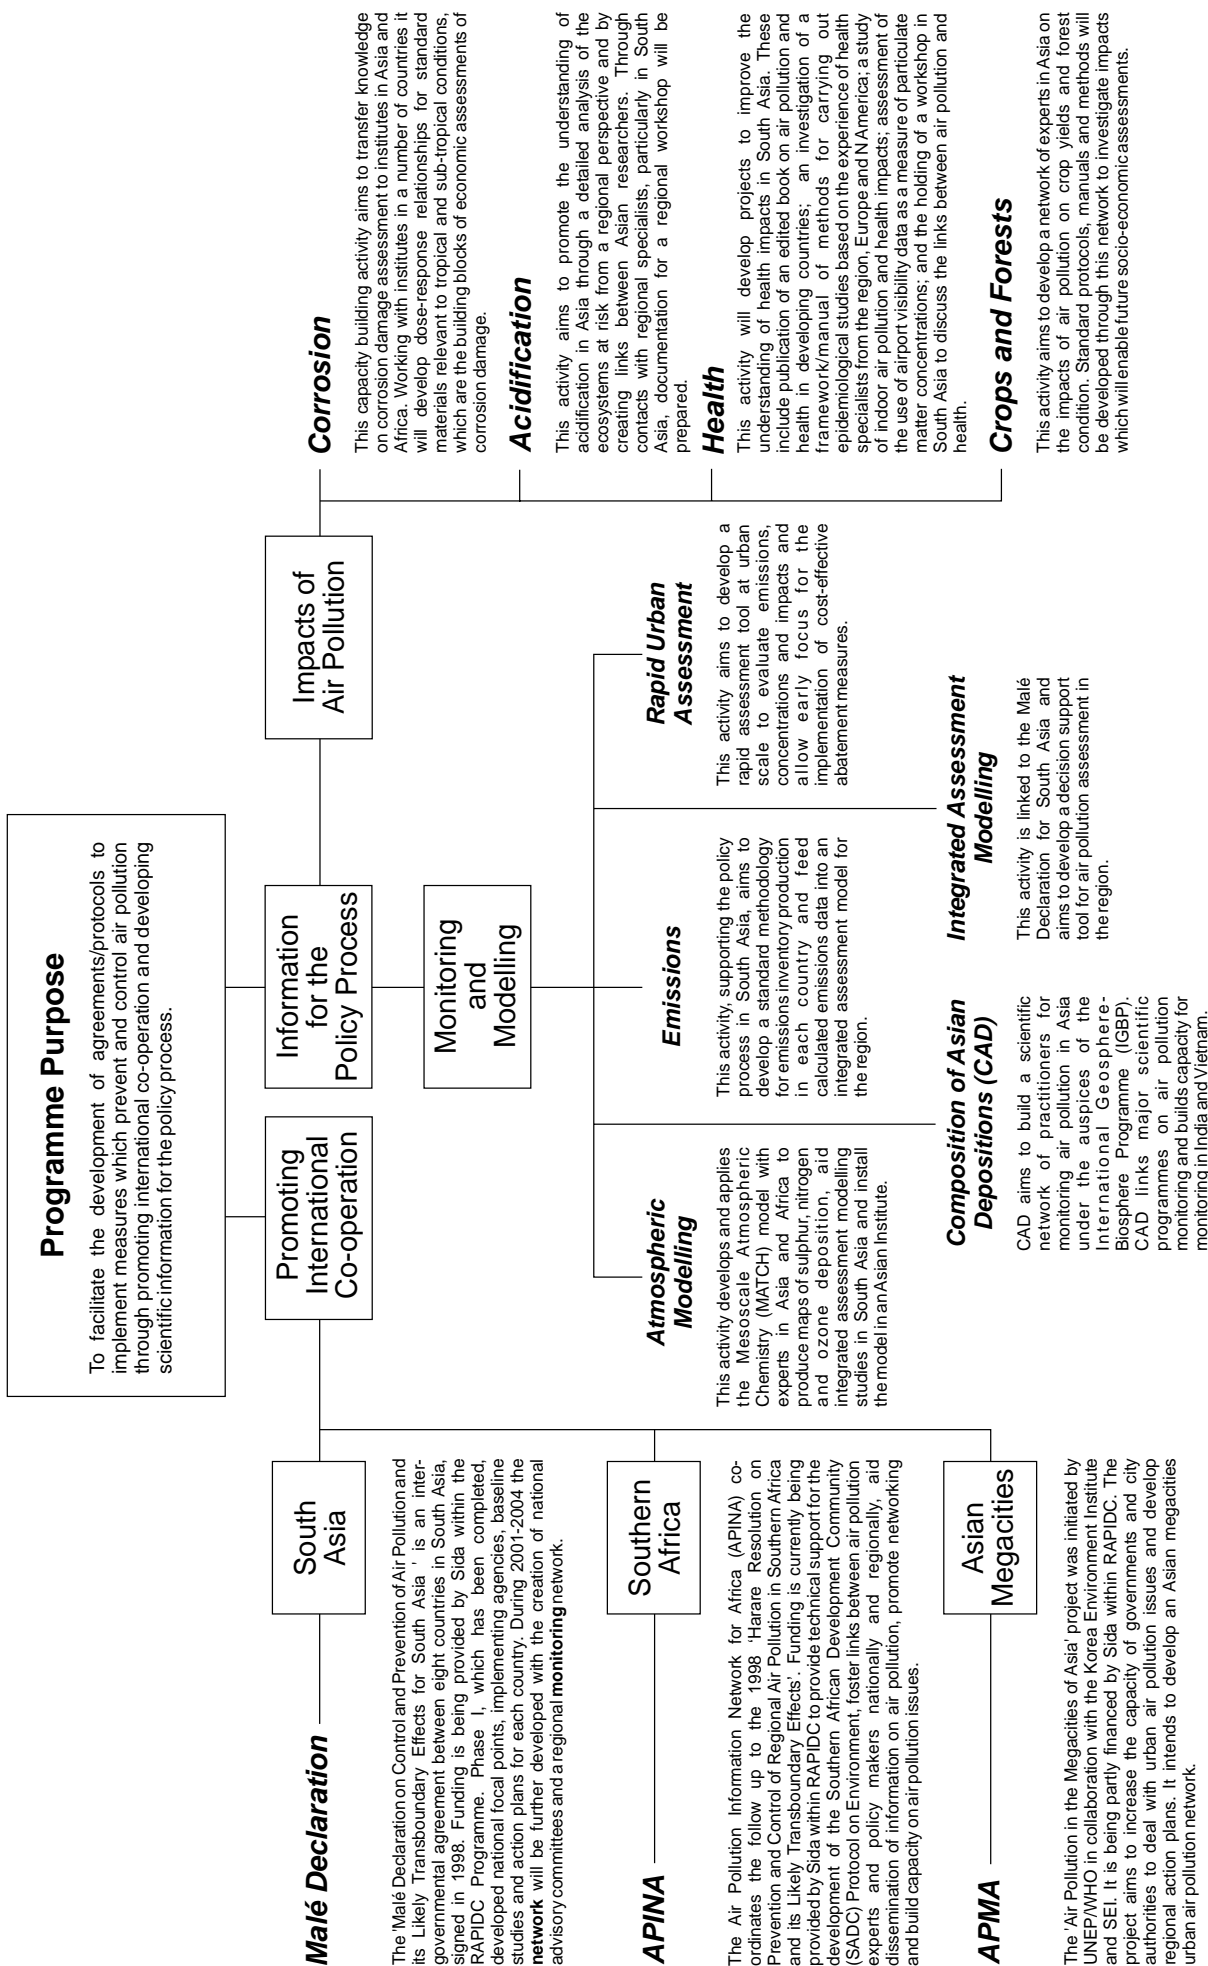 Programme Purpose
To facilitate the development of agreements/protocols to
implement measures which prevent and control air pollution
through promoting international co-operation and developing
scientific information for the policy process.
Promoting
International
Co-operation
Information
for the
Policy Process
Impacts of
Air Pollution
Monitoring
and
Modelling
South
Asia
Malé Declaration
The 'Malé Declaration on Control and Prevention of Air Pollution and
its Likely Transboundary Effects for South Asia ' is an inter-
governmental agreement between eight countries in South Asia,
signed in 1998. Funding is being provided by Sida within the
RAPIDC Programme. Phase I, which has been completed,
developed national focal points, implementing agencies, baseline
studies and action plans for each country. During 2001-2004 the
network will be further developed with the creation of national
advisory committees and a regional monitoring network.
Southern
Africa
APINA
The Air Pollution Information Network for Africa (APINA) co-
ordinates the follow up to the 1998 'Harare Resolution on
Prevention and Control of Regional Air Pollution in Southern Africa
and its Likely Transboundary Effects'. Funding is currently being
provided by Sida within RAPIDC to provide technical support for the
development of the Southern African Development Community
(SADC) Protocol on Environment, foster links between air pollution
experts and policy makers nationally and regionally, aid
dissemination of information on air pollution, promote networking
and build capacity on air pollution issues.
Asian
Megacities
APMA
The 'Air Pollution in the Megacities of Asia' project was initiated by
UNEP/WHO in collaboration with the Korea Environment Institute
and SEI. It is being partly financed by Sida within RAPIDC. The
project aims to increase the capacity of governments and city
authorities to deal with urban air pollution issues and develop
regional action plans. It intends to develop an Asian megacities
urban air pollution network.
Atmospheric
Modelling
This activity develops and applies
the Mesoscale Atmospheric
Chemistry (MATCH) model with
experts in Asia and Africa to
produce maps of sulphur, nitrogen
and ozone deposition, aid
integrated assessment modelling
studies in South Asia and install
the model in an Asian Institute.
Emissions
This activity, supporting the policy
process in South Asia, aims to
develop a standard methodology
for emissions inventory production
in each country and feed
calculated emissions data into an
integrated assessment model for
the region.
Rapid Urban
Assessment
This activity aims to develop a
rapid assessment tool at urban
scale to evaluate emissions,
concentrations and impacts and
allow early focus for the
implementation of cost-effective
abatement measures.
Composition of Asian
Depositions (CAD)
CAD aims to build a scientific
network of practitioners for
monitoring air pollution in Asia
under the auspices of the
International Geosphere-
Biosphere Programme (IGBP).
CAD links major scientific
programmes on air pollution
monitoring and builds capacity for
monitoring in India and Vietnam.
Integrated Assessment
Modelling
This activity is linked to the Malé
Declaration for South Asia and
aims to develop a decision support
tool for air pollution assessment in
the region.
Corrosion
This capacity building activity aims to transfer knowledge
on corrosion damage assessment to institutes in Asia and
Africa. Working with institutes in a number of countries it
will develop dose-response relationships for standard
materials relevant to tropical and sub-tropical conditions,
which are the building blocks of economic assessments of
corrosion damage.
Acidification
This activity aims to promote the understanding of
acidification in Asia through a detailed analysis of the
ecosystems at risk from a regional perspective and by
creating links between Asian researchers. Through
contacts with regional specialists, particularly in South
Asia, documentation for a regional workshop will be
prepared.
Health
This activity will develop projects to improve the
understanding of health impacts in South Asia. These
include publication of an edited book on air pollution and
health in developing countries; an investigation of a
framework/manual of methods for carrying out
epidemiological studies based on the experience of health
specialists from the region, Europe and N America; a study
of indoor air pollution and health impacts; assessment of
the use of airport visibility data as a measure of particulate
matter concentrations; and the holding of a workshop in
South Asia to discuss the links between air pollution and
health.
Crops and Forests
This activity aims to develop a network of experts in Asia on
the impacts of air pollution on crop yields and forest
condition. Standard protocols, manuals and methods will
be developed through this network to investigate impacts
which will enable future socio-economic assessments.